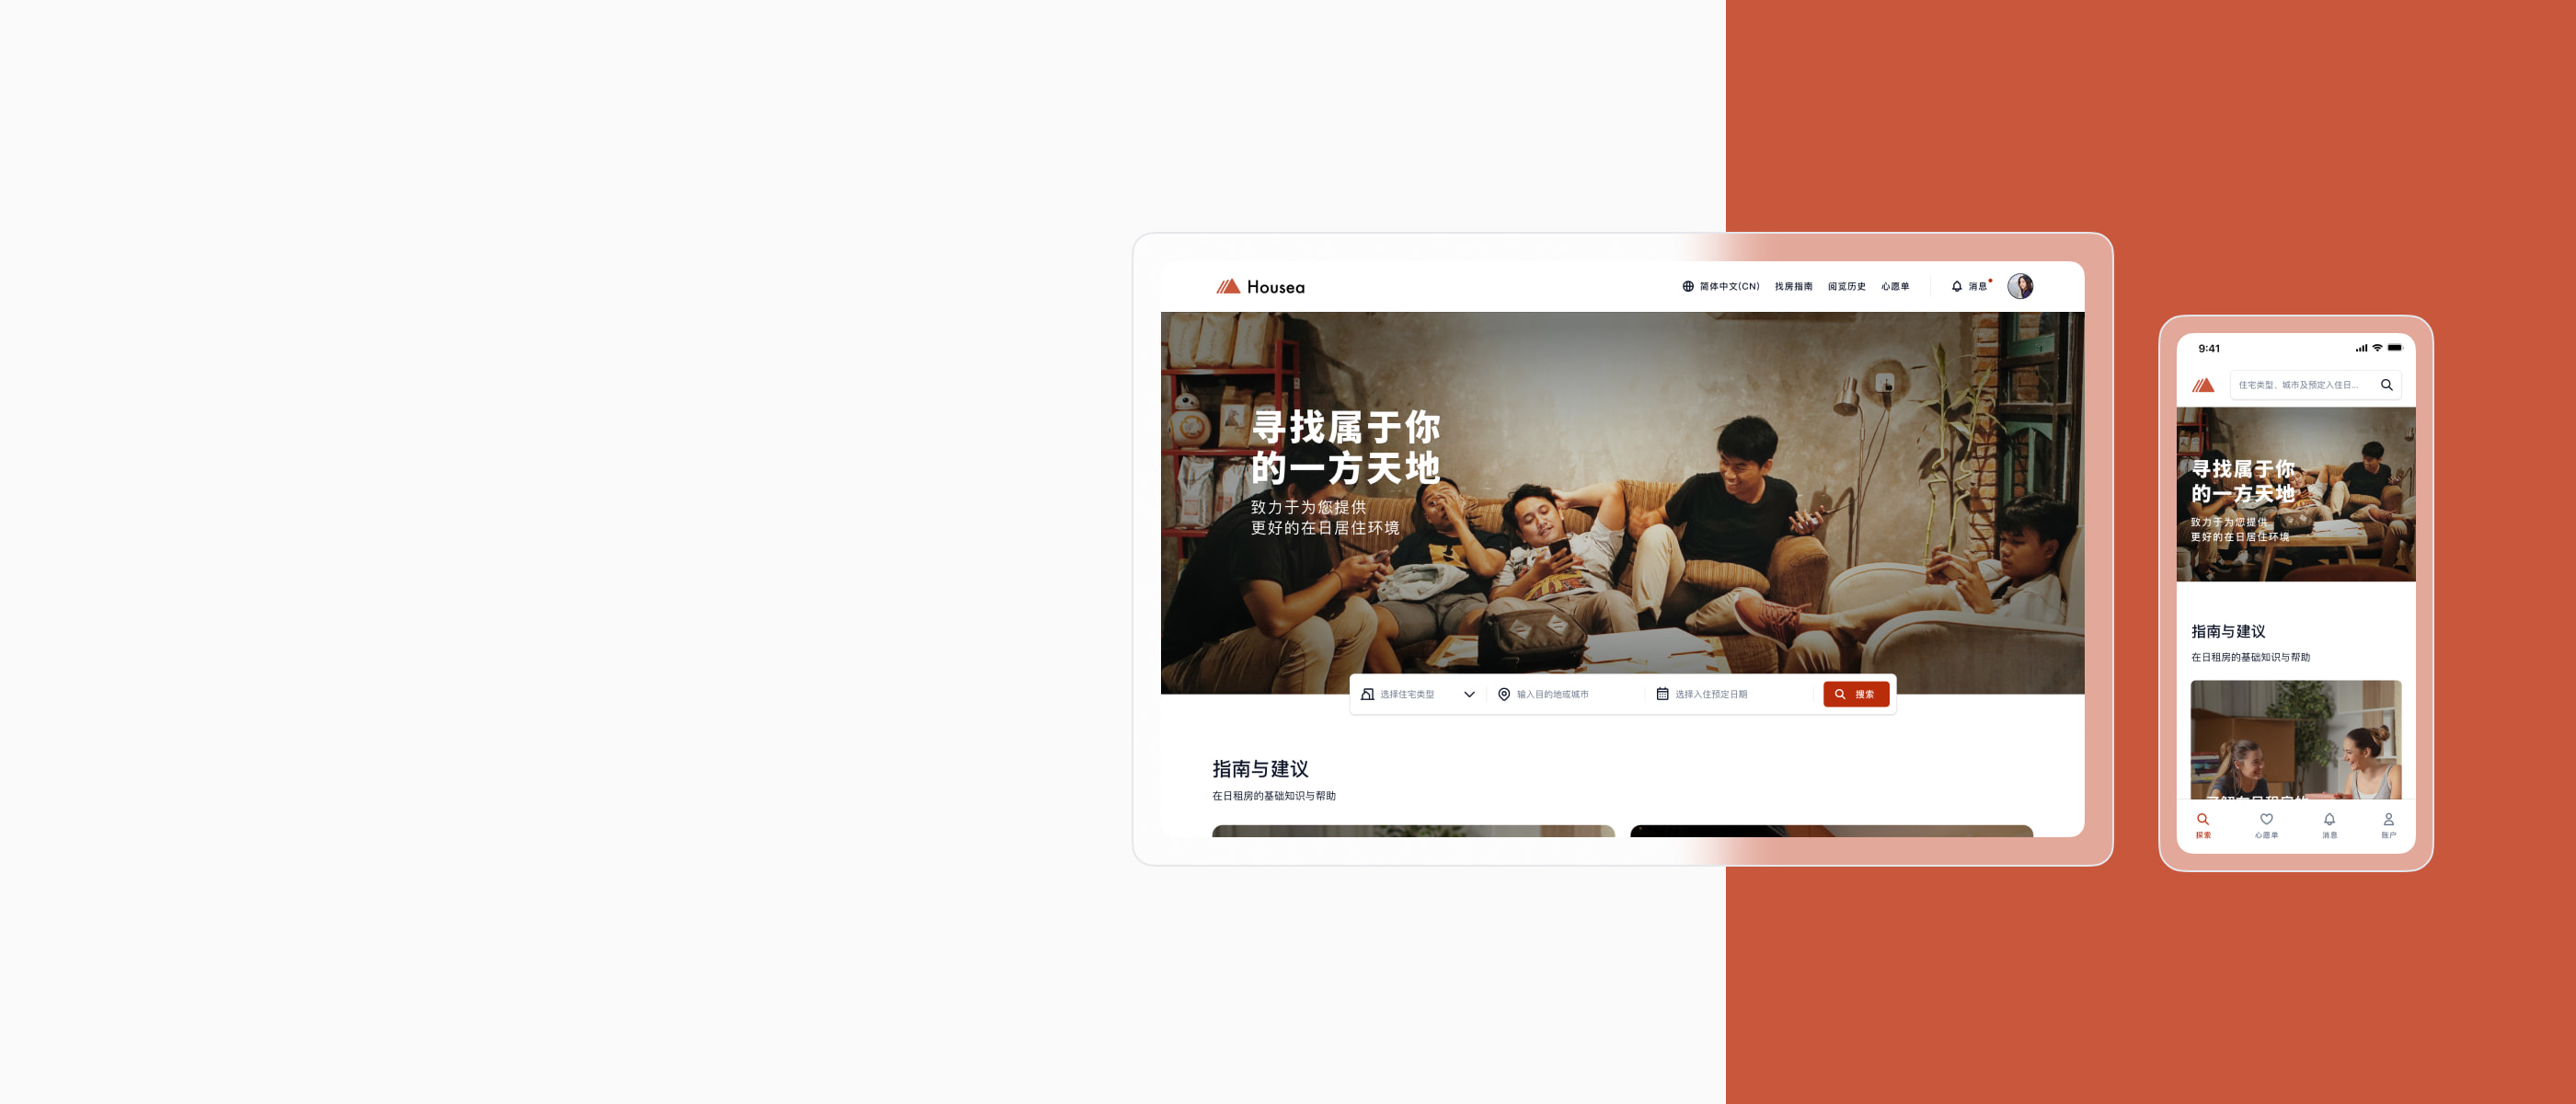 Housea
简体中文(CN) 找房指南 阅览历史 心愿单 消息
寻找属于你
的一方天地
致力于为您提供
更好的在日居住环境
选择住宅类型 输入目的地或城市 选择入住预定日期 搜索
指南与建议
在日租房的基础知识与帮助
9:41
住宅类型、城市及预定入住日...
寻找属于你
的一方天地
致力于为您提供
更好的在日居住环境
指南与建议
在日租房的基础知识与帮助
探索 心愿单 消息 账户